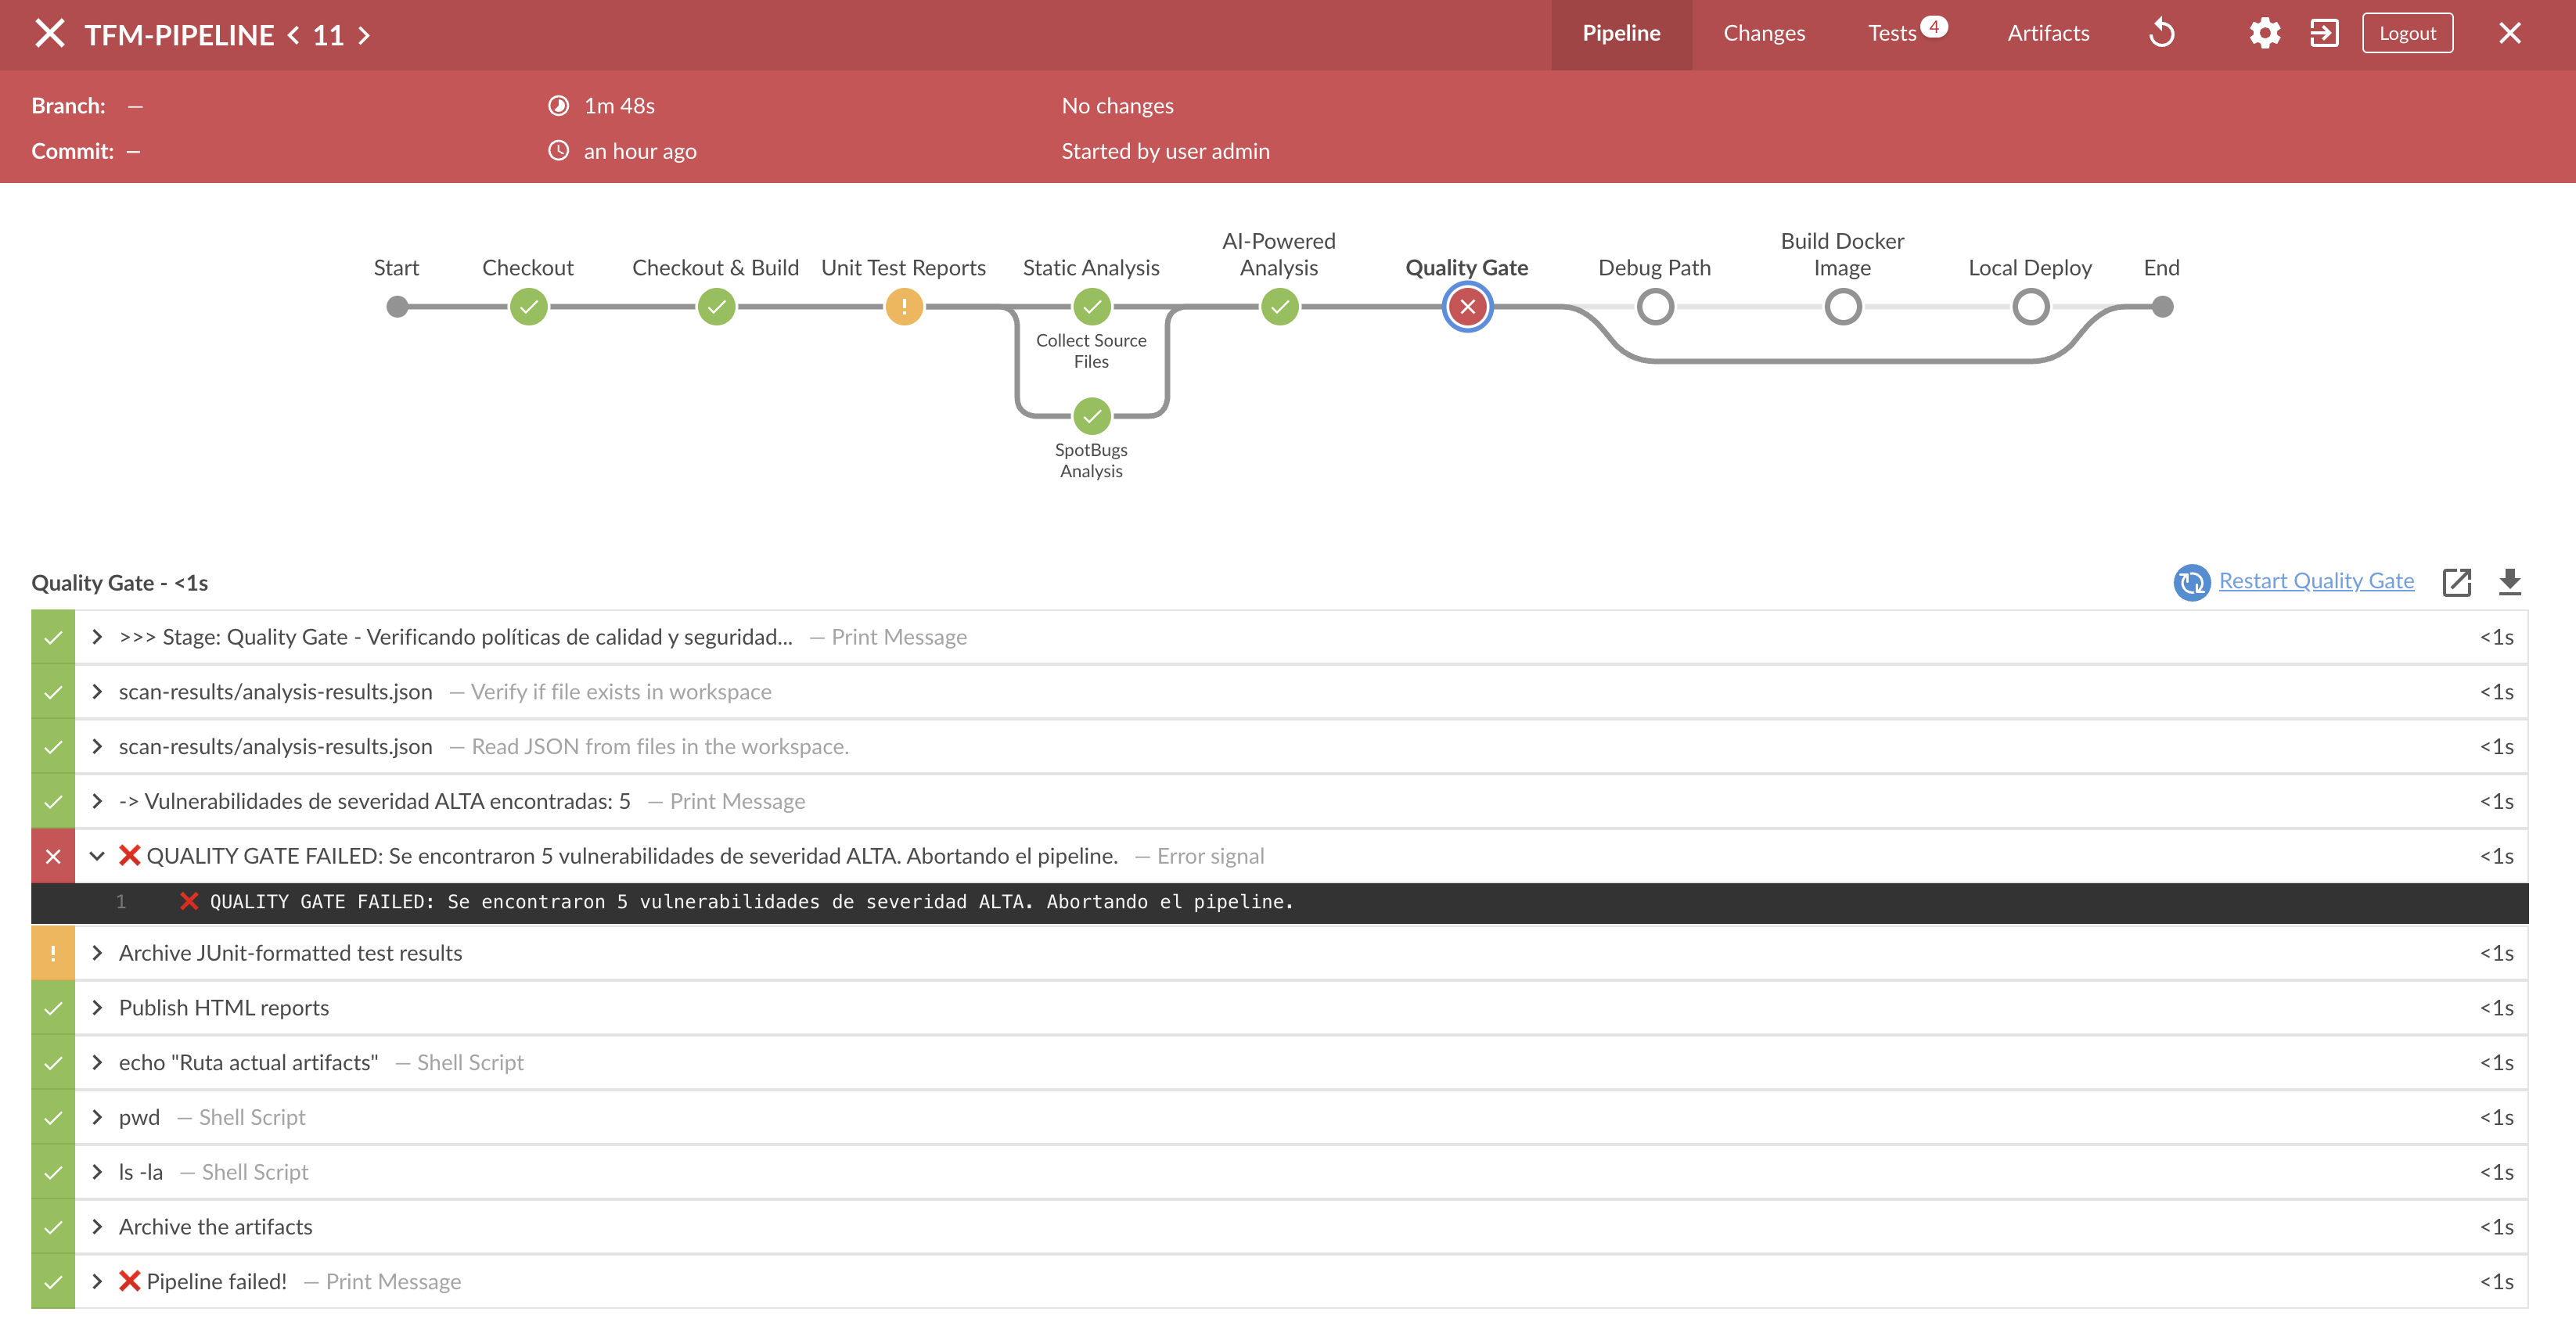 TFM-PIPELINE < 11 >
Pipeline
Changes
Tests 4
Artifacts
Logout
Branch: —
1m 48s
No changes
Commit: —
an hour ago
Started by user admin
Start
Checkout
Checkout & Build
Unit Test Reports
Static Analysis
AI-Powered
Analysis
Quality Gate
Debug Path
Build Docker
Image
Local Deploy
End
Collect Source
Files
SpotBugs
Analysis
Quality Gate - <1s
Restart Quality Gate
>>> Stage: Quality Gate - Verificando políticas de calidad y seguridad... — Print Message <1s
scan-results/analysis-results.json — Verify if file exists in workspace <1s
scan-results/analysis-results.json — Read JSON from files in the workspace. <1s
-> Vulnerabilidades de severidad ALTA encontradas: 5 — Print Message <1s
❌ QUALITY GATE FAILED: Se encontraron 5 vulnerabilidades de severidad ALTA. Abortando el pipeline. — Error signal <1s
1 ❌ QUALITY GATE FAILED: Se encontraron 5 vulnerabilidades de severidad ALTA. Abortando el pipeline.
Archive JUnit-formatted test results <1s
Publish HTML reports <1s
echo "Ruta actual artifacts" — Shell Script <1s
pwd — Shell Script <1s
ls -la — Shell Script <1s
Archive the artifacts <1s
❌ Pipeline failed! — Print Message <1s